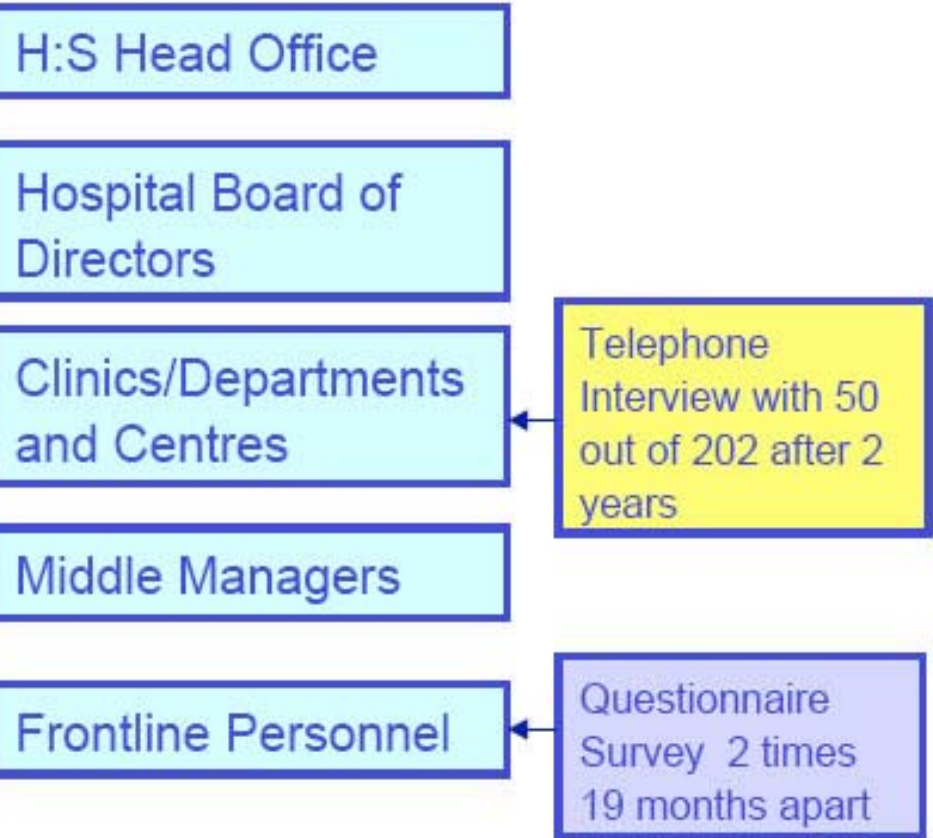 H:S Head Office
Hospital Board of
Directors
Clinics/Departments
and Centres
Telephone
Interview with 50
out of 202 after 2
years
Middle Managers
Frontline Personnel
Questionnaire
Survey 2 times
19 months apart